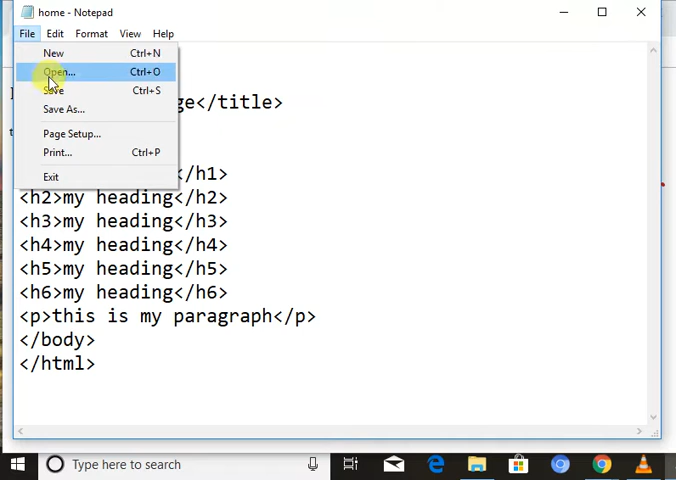 home - Notepad
File Edit Format View Help
New Ctrl+N
Open... Ctrl+O
Save Ctrl+S
Save As...
Page Setup...
Print... Ctrl+P
Exit
ge</title>
</h1>
<h2>my heading</h2>
<h3>my heading</h3>
<h4>my heading</h4>
<h5>my heading</h5>
<h6>my heading</h6>
<p>this is my paragraph</p>
</body>
</html>
Type here to search